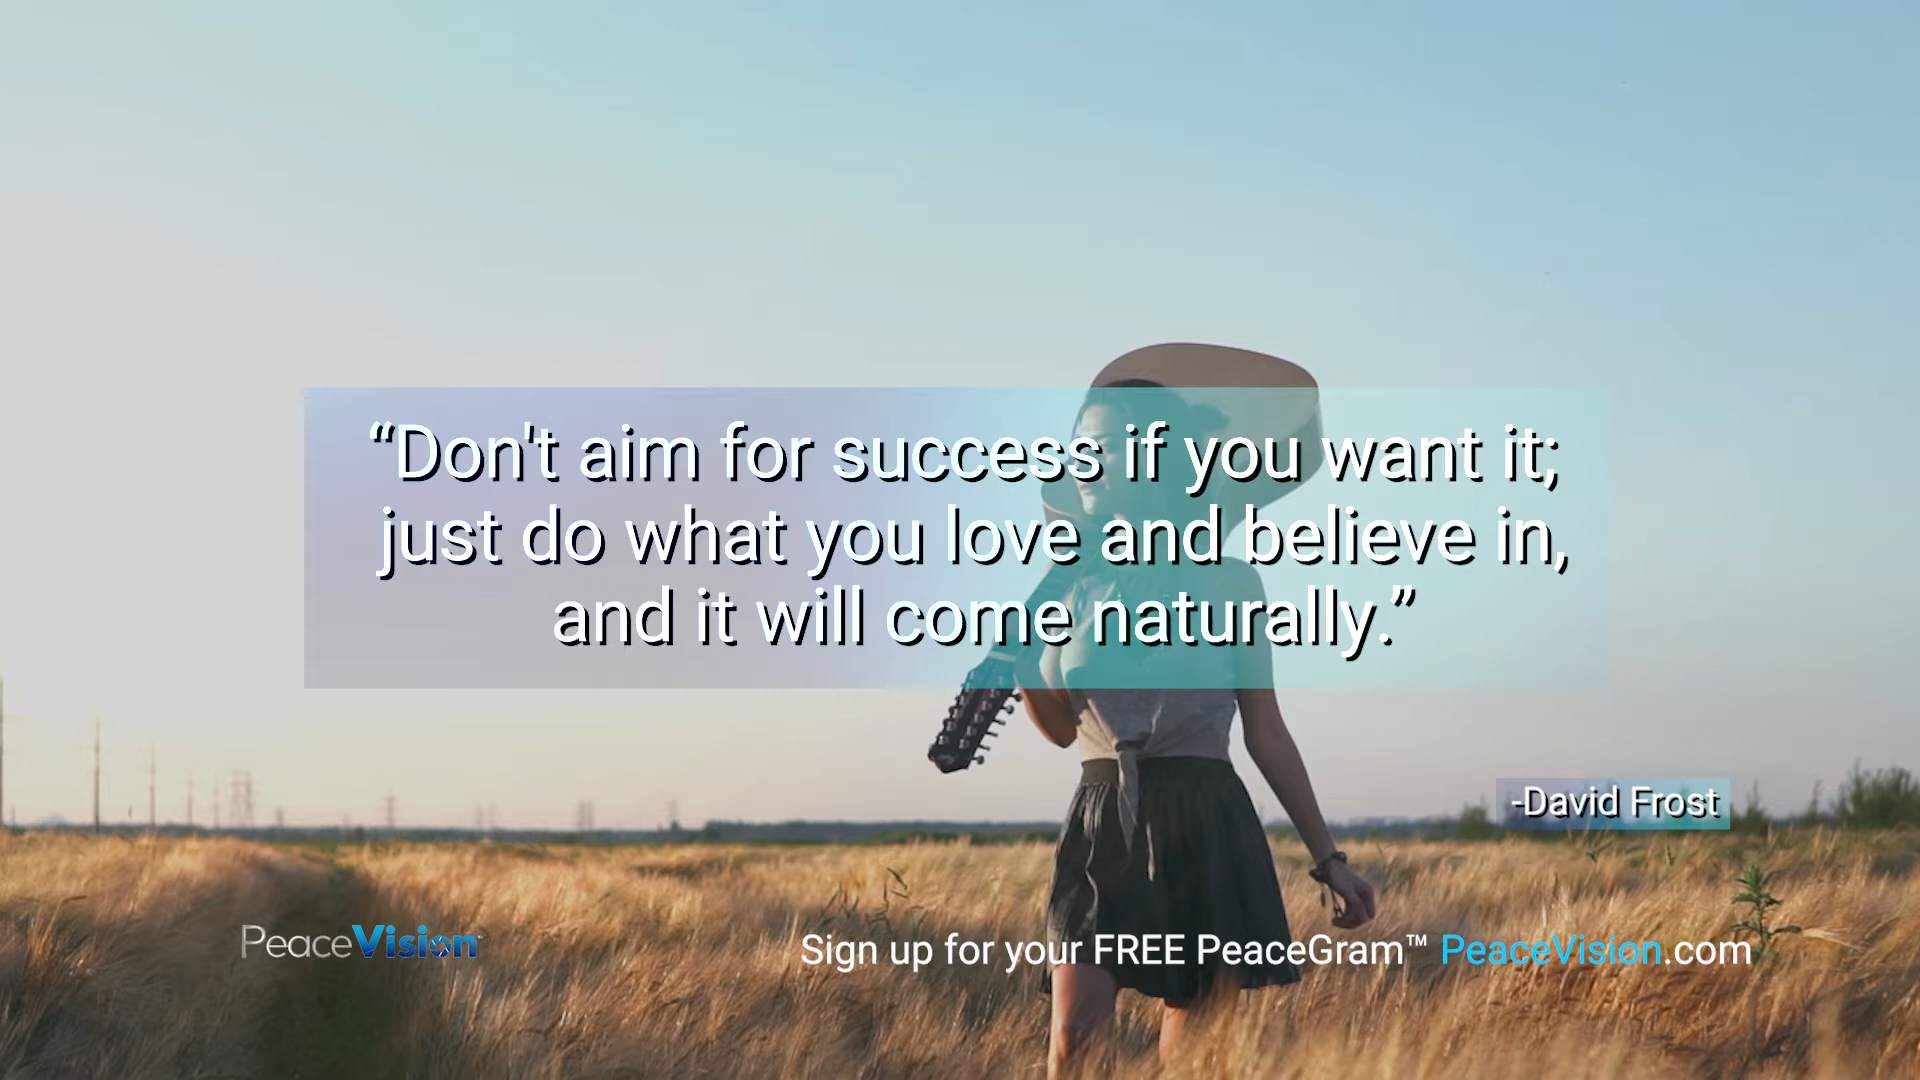 “Don't aim for success if you want it;
just do what you love and believe in,
and it will come naturally.”
-David Frost
PeaceVision
Sign up for your FREE PeaceGram™ PeaceVision.com